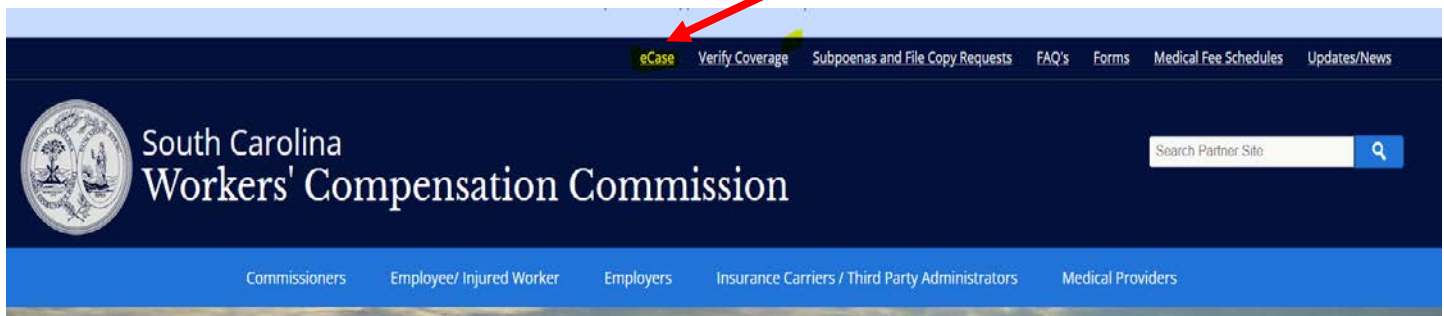 eCase Verify Coverage Subpoenas and File Copy Requests FAQ's Forms Medical Fee Schedules Updates/News
South Carolina
Workers' Compensation Commission
Search Partner Site
Commissioners Employee/ Injured Worker Employers Insurance Carriers / Third Party Administrators Medical Providers